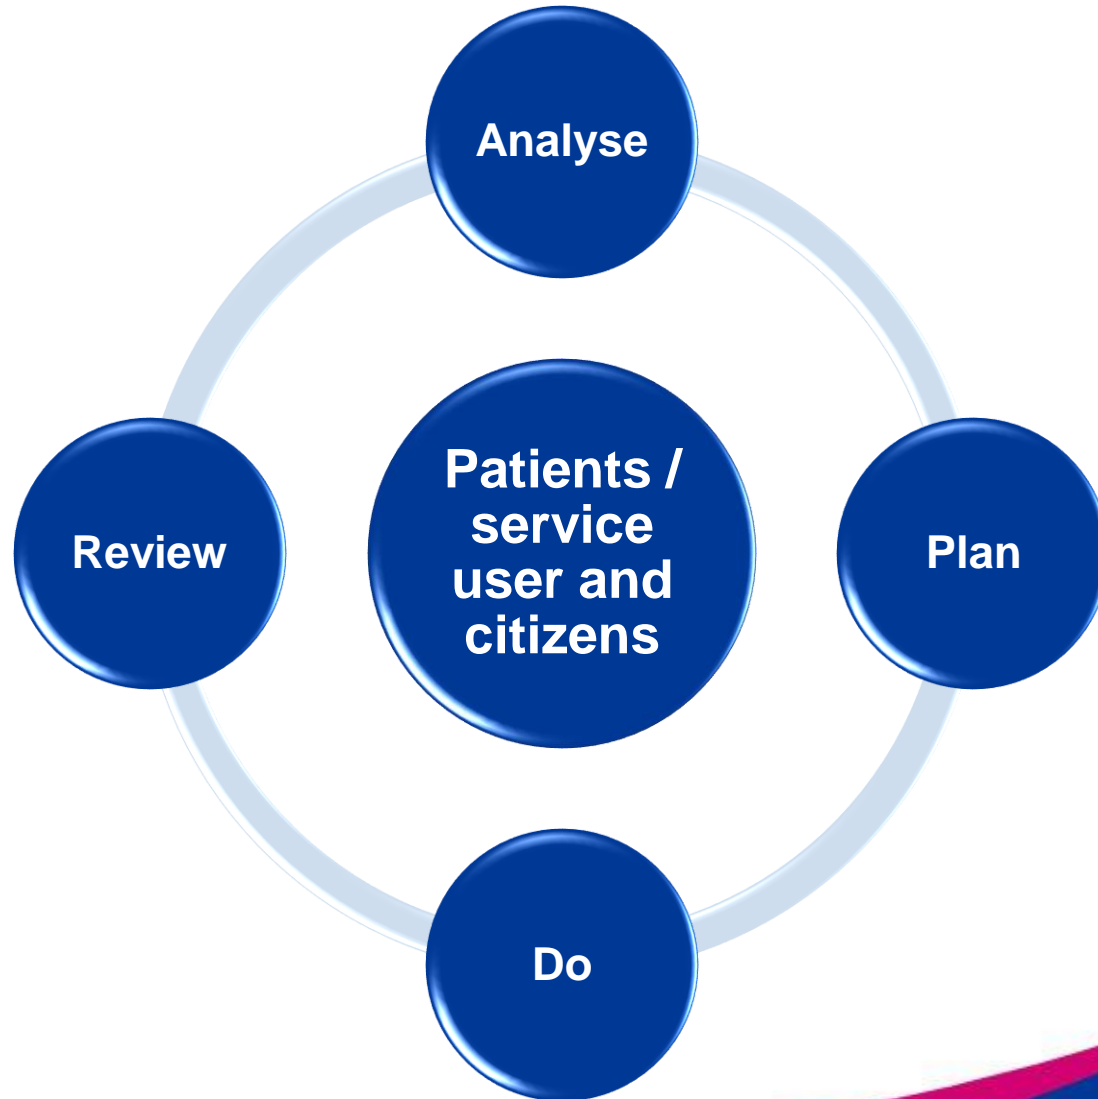 Analyse
Patients /
service
user and
citizens
Review
Plan
Do